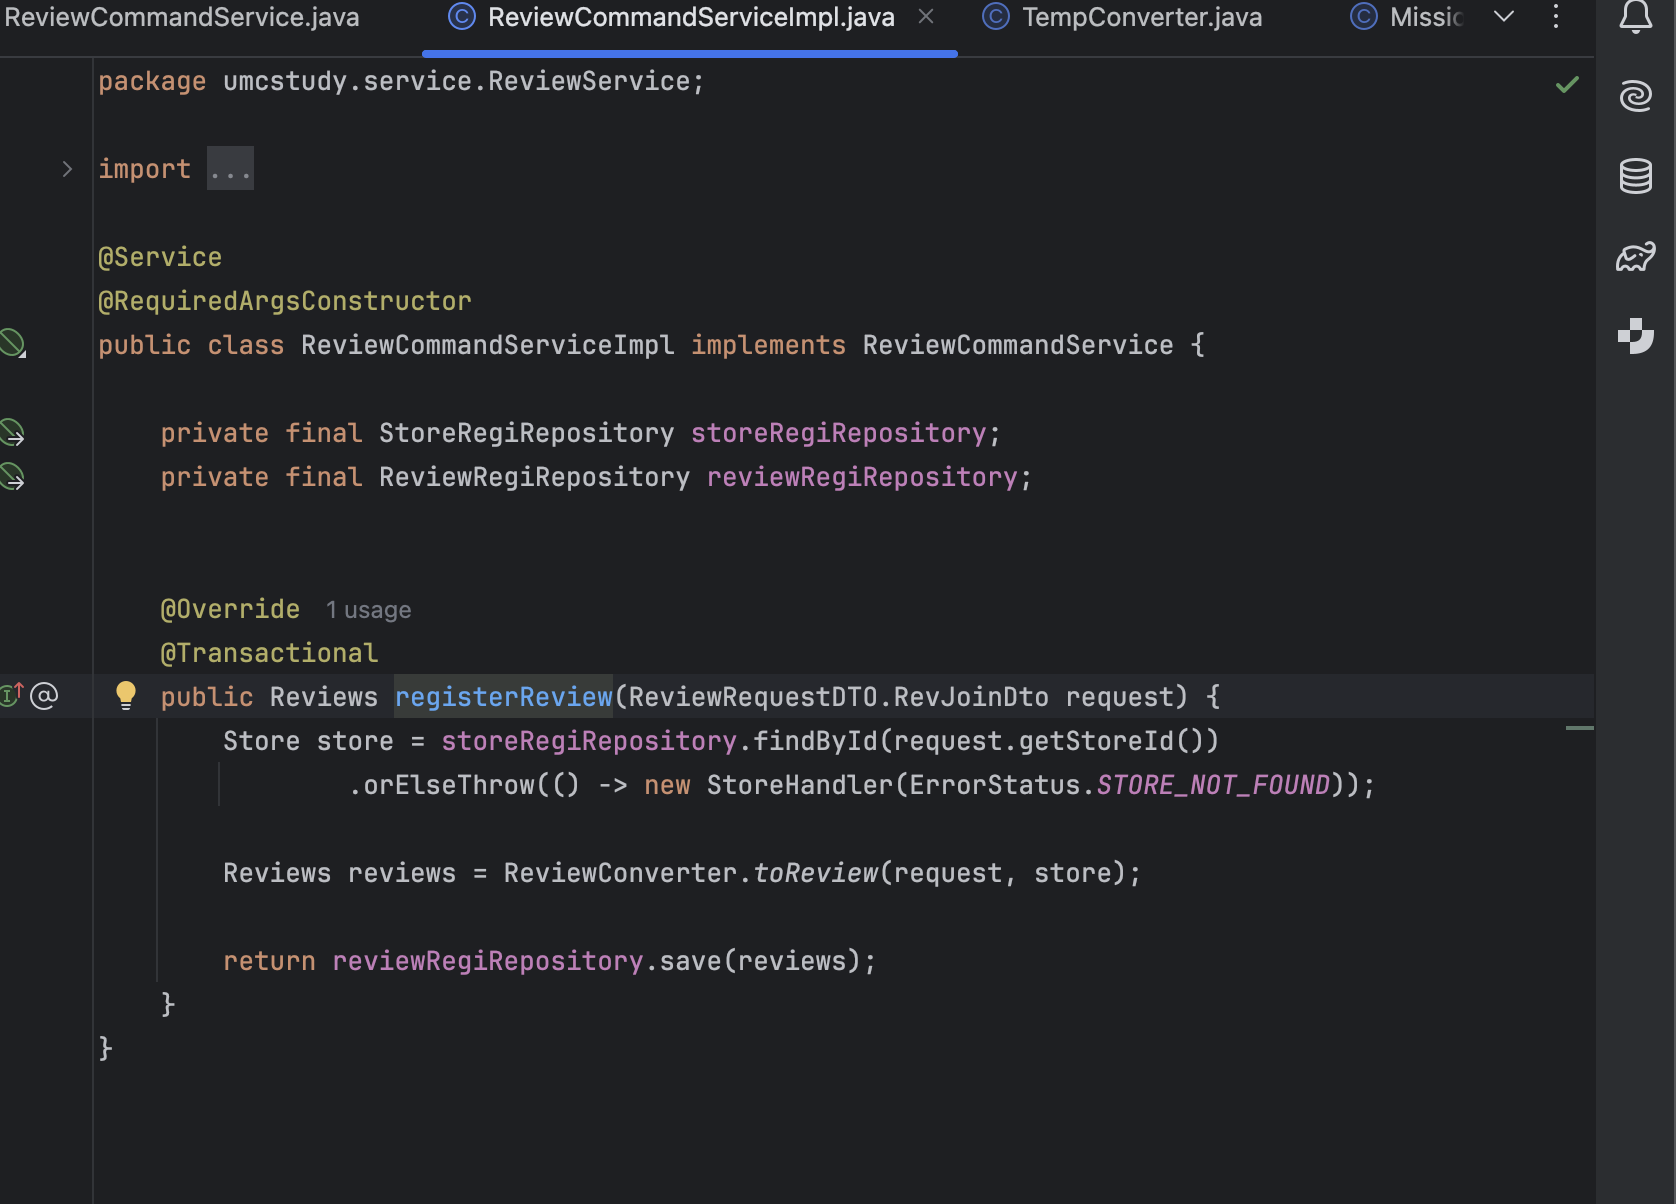 ReviewCommandService.java
ReviewCommandServiceImpl.java
TempConverter.java
Missic
package umcstudy.service.ReviewService;
import ...
@Service
@RequiredArgsConstructor
public class ReviewCommandServiceImpl implements ReviewCommandService {
private final StoreRegiRepository storeRegiRepository;
private final ReviewRegiRepository reviewRegiRepository;
@Override 1 usage
@Transactional
public Reviews registerReview(ReviewRequestDTO.RevJoinDto request) {
Store store = storeRegiRepository.findById(request.getStoreId())
.orElseThrow(() -> new StoreHandler(ErrorStatus.STORE_NOT_FOUND));
Reviews reviews = ReviewConverter.toReview(request, store);
return reviewRegiRepository.save(reviews);
}
}